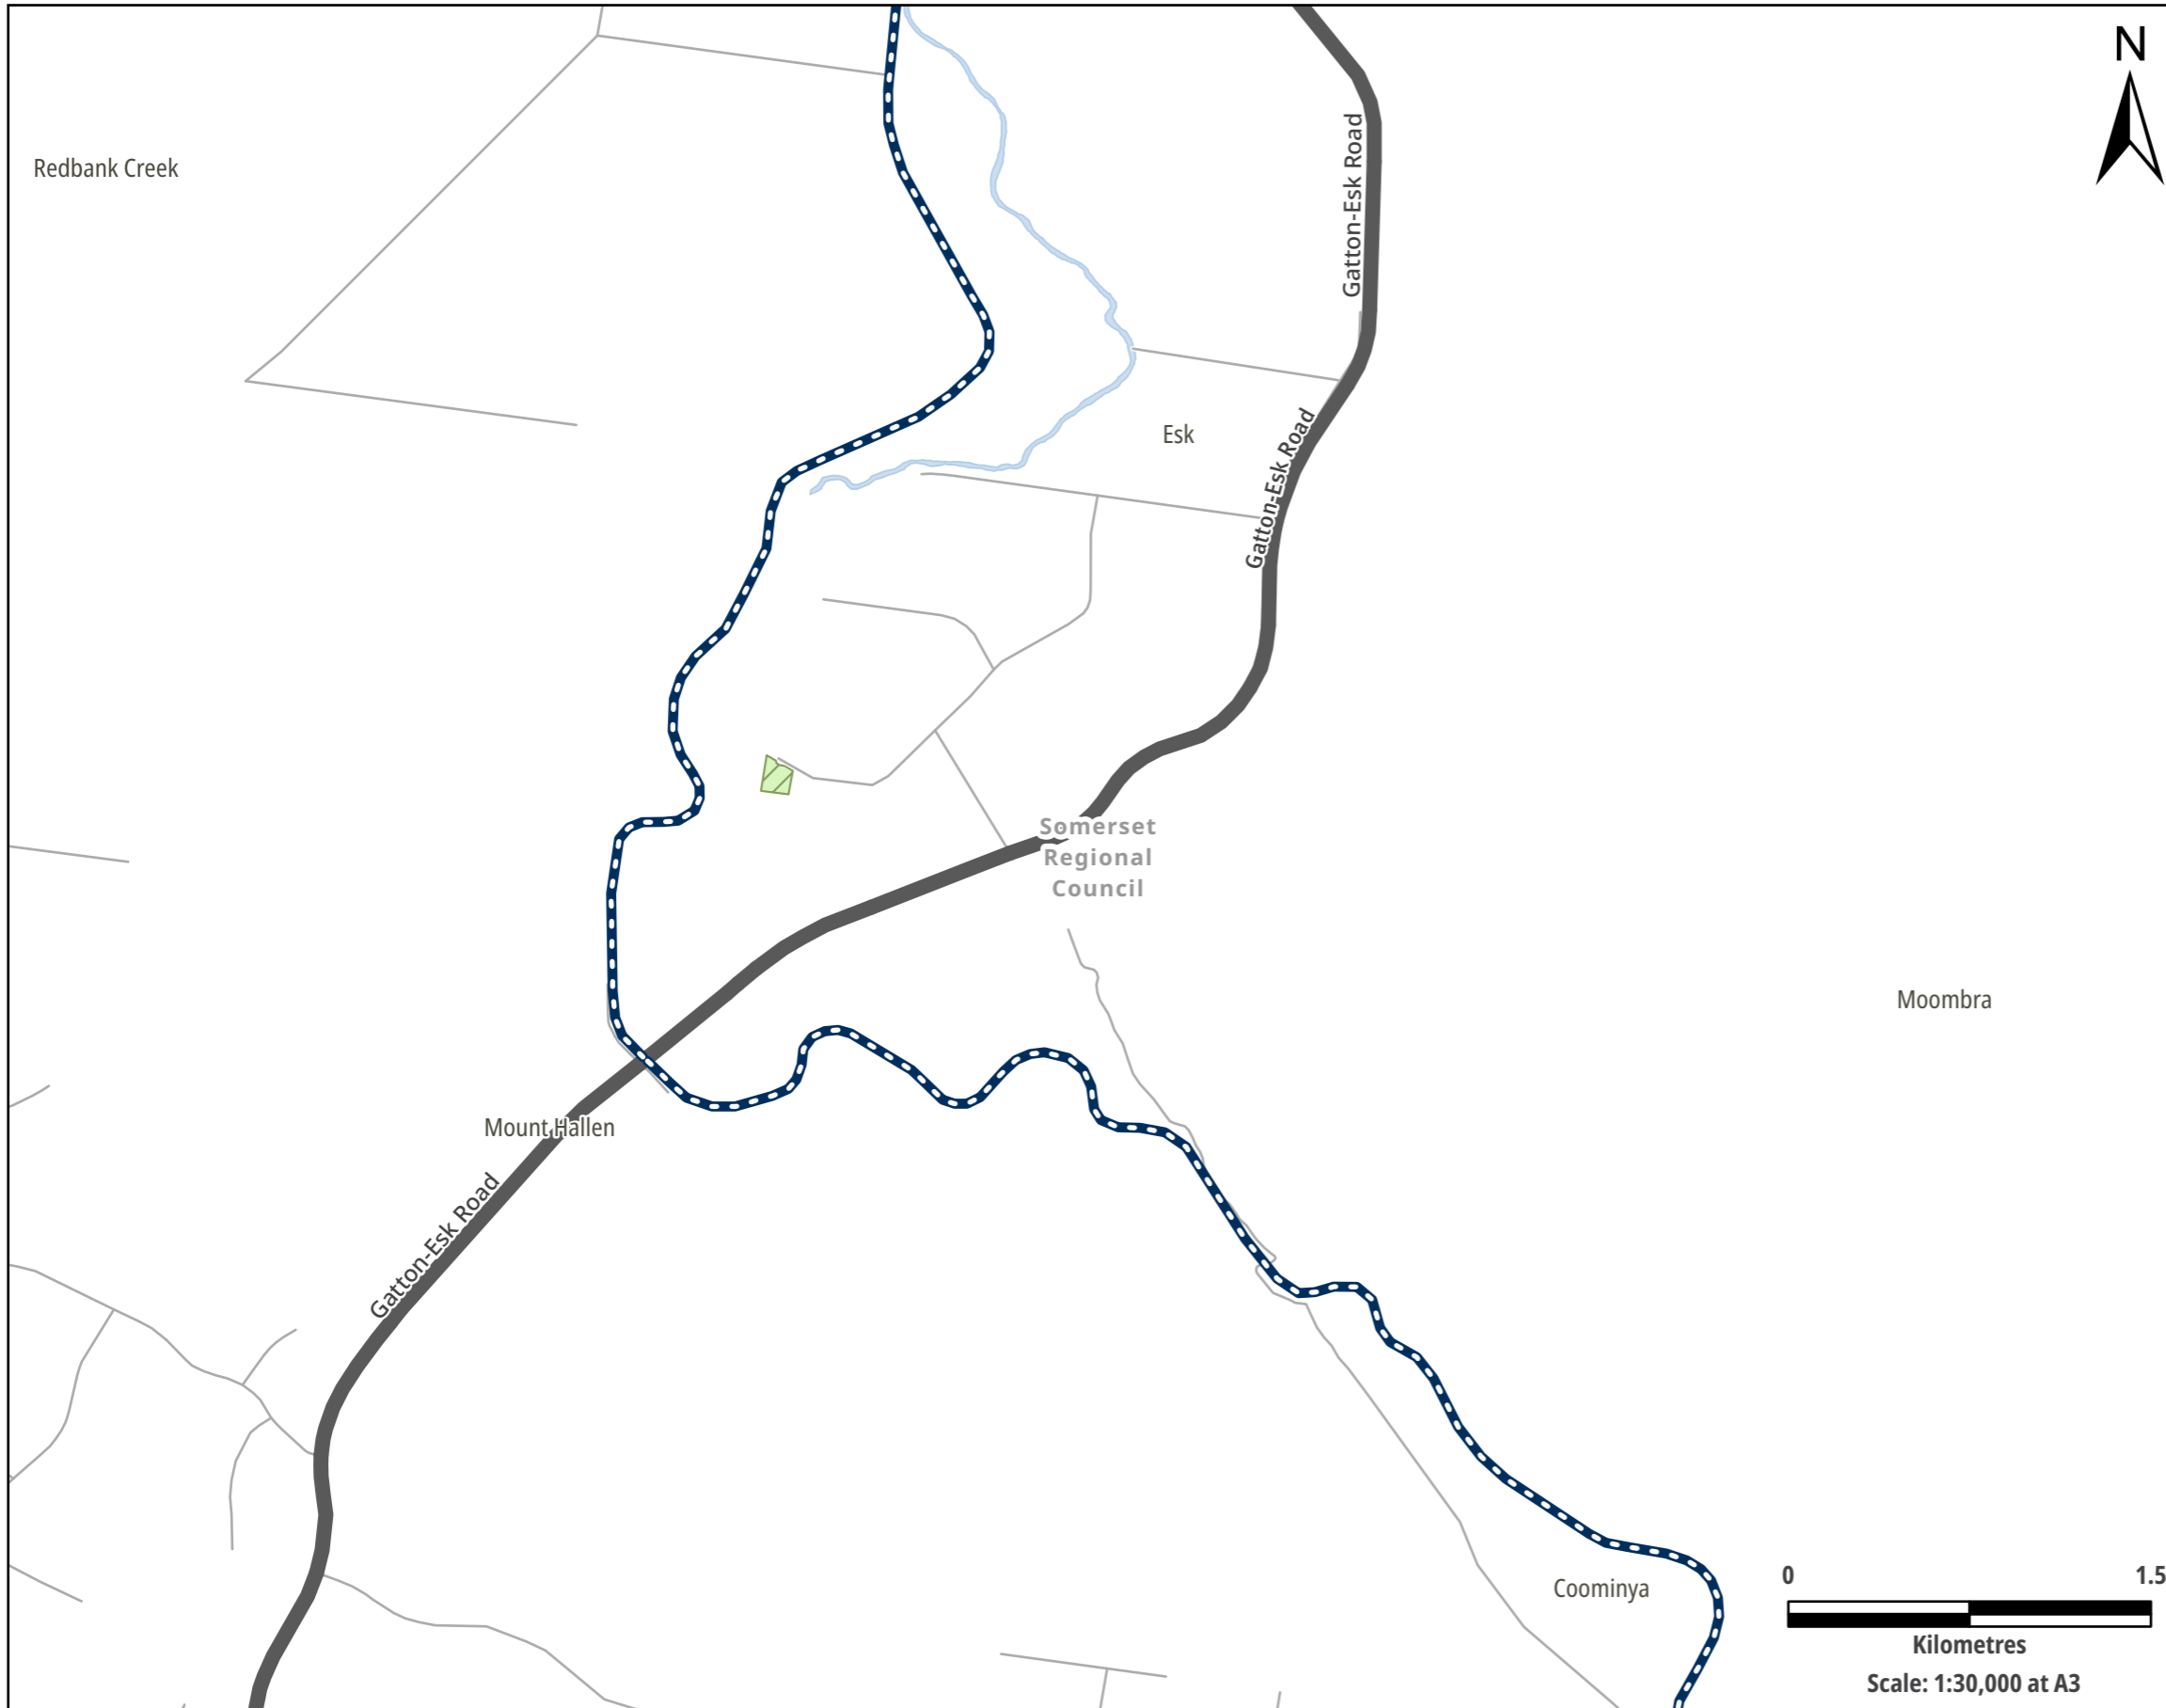 N
Redbank Creek
Gatton-Esk Road
Esk
Gatton-Esk Road
Somerset
Regional
Council
Moombra
Mount Hallen
Gatton-Esk Road
Coominya
0
1.5
Kilometres
Scale: 1:30,000 at A3